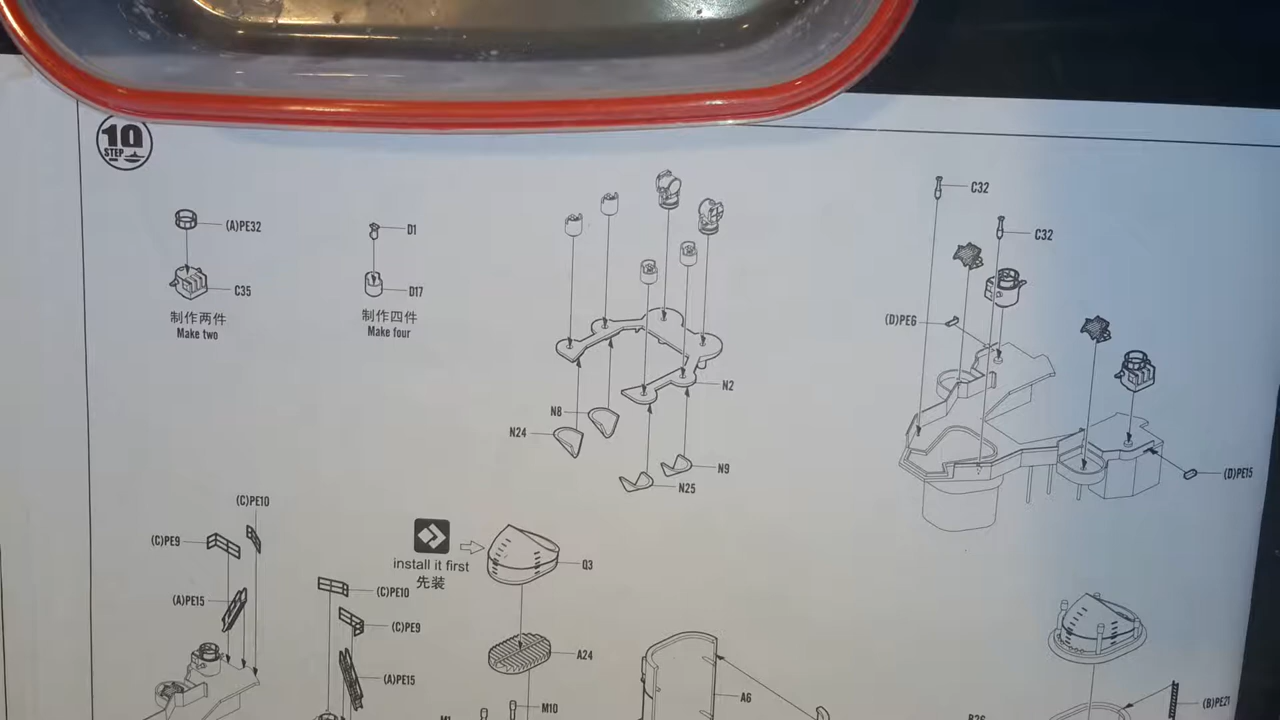 10
STEP
(A)PE32
C35
制作两件
Make two
D1
D17
制作四件
Make four
N2
N8
N24
N9
N25
C32
C32
(D)PE6
(D)PE15
(C)PE10
(C)PE9
(A)PE15
(C)PE10
(C)PE9
(A)PE15
install it first
先装
Q3
A24
M10
A6
(B)PE21